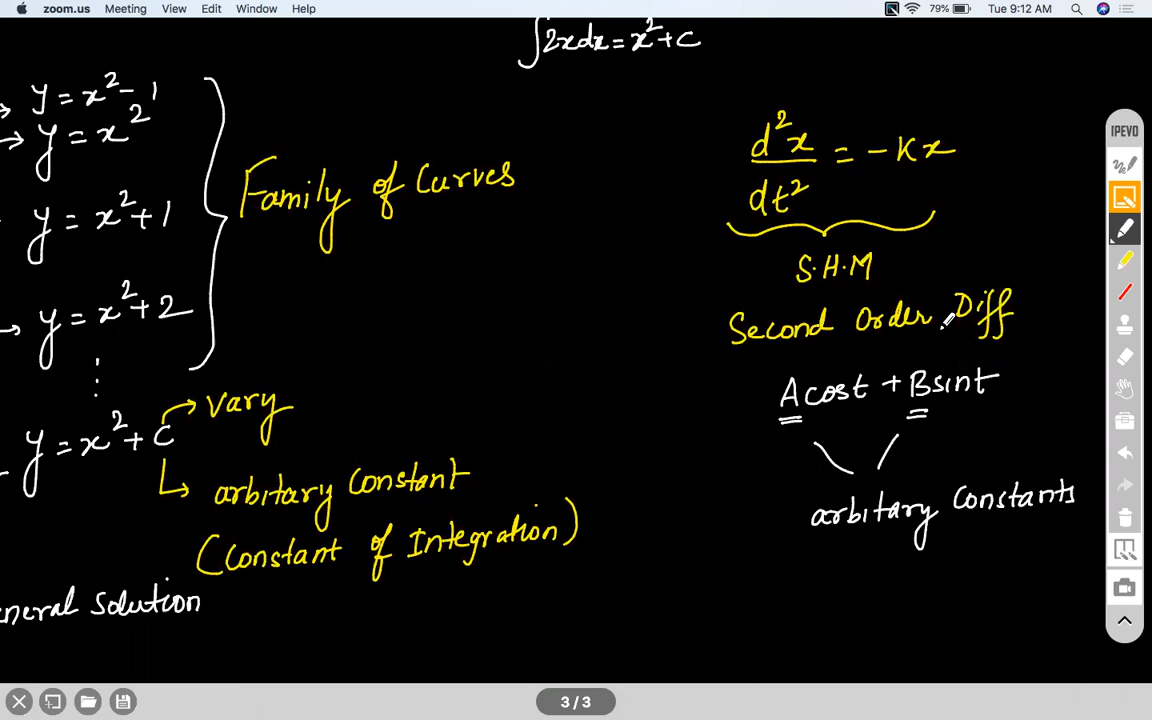 zoom.us Meeting View Edit Window Help 79% Tue 9:12 AM
∫2xdx = x²+c
y = x²-1
y = x²
y = x²+1
y = x²+2
⋮
y = x²+c
Family of Curves
vary
arbitary Constant
(Constant of Integration)
eneral Solution
d²x/dt² = -Kx
S.H.M
Second Order Diff
Acost + Bsint
arbitary Constants
IPEVO
3/3